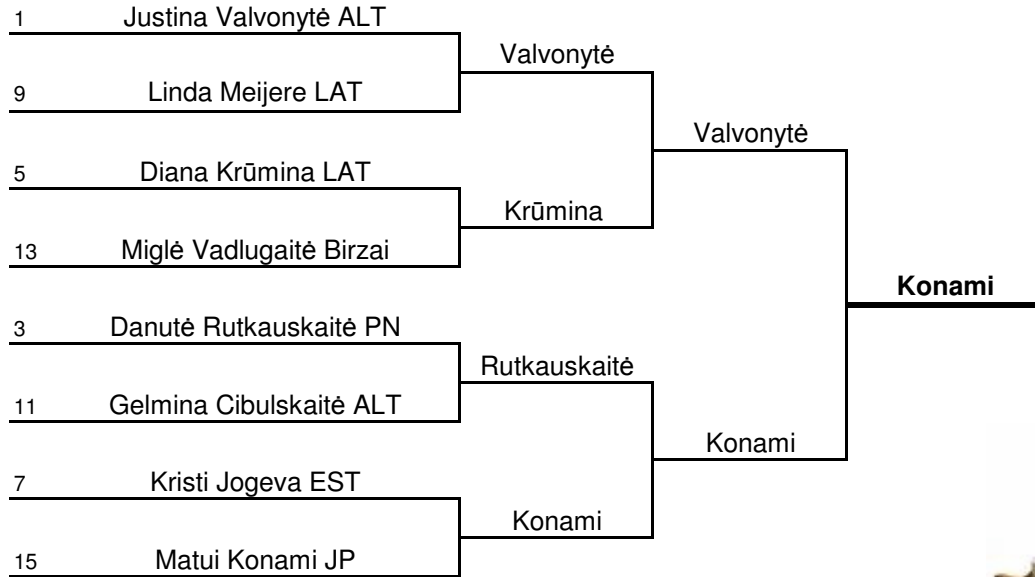 1 Justina Valvonytė ALT
Valvonytė
9 Linda Meijere LAT
Valvonytė
5 Diana Krūmina LAT
Krūmina
13 Miglė Vadlugaitė Birzai
Konami
3 Danutė Rutkauskaitė PN
Rutkauskaitė
11 Gelmina Cibulskaitė ALT
Konami
7 Kristi Jogeva EST
Konami
15 Matui Konami JP